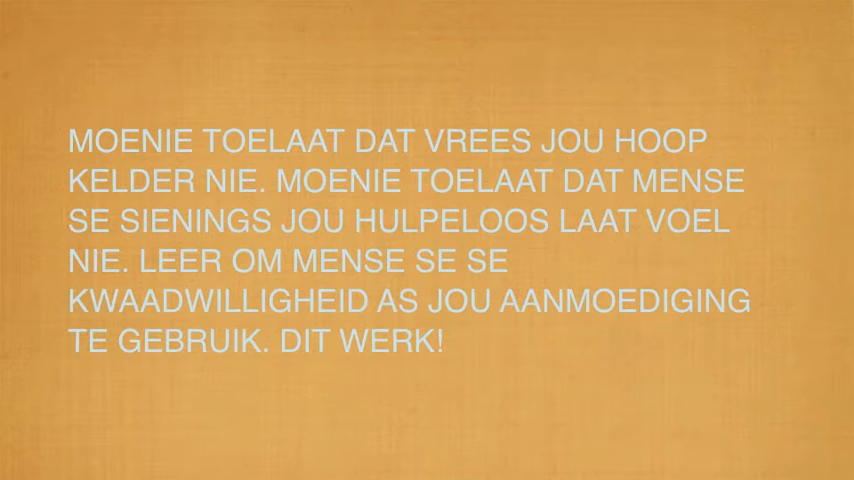 MOENIE TOELAAT DAT VREES JOU HOOP
KELDER NIE. MOENIE TOELAAT DAT MENSE
SE SIENINGS JOU HULPELOOS LAAT VOEL
NIE. LEER OM MENSE SE SE
KWAADWILLIGHEID AS JOU AANMOEDIGING
TE GEBRUIK. DIT WERK!